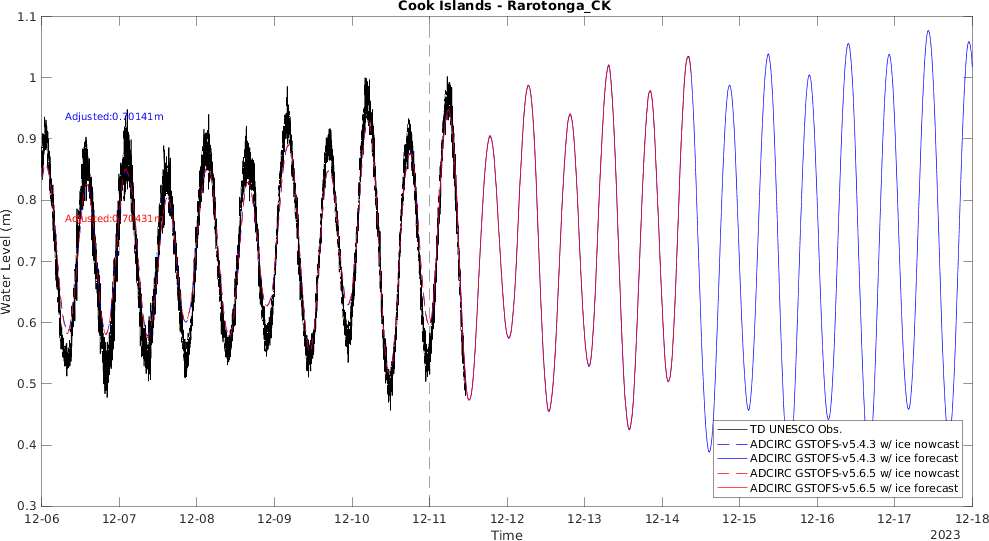 Cook Islands - Rarotonga_CK
1.1
1
0.9
0.8
0.7
0.6
0.5
0.4
0.3
Water Level (m)
Adjusted:0.70141m
Adjusted:0.70431m
TD UNESCO Obs.
ADCIRC GSTOFS-v5.4.3 w/ ice nowcast
ADCIRC GSTOFS-v5.4.3 w/ ice forecast
ADCIRC GSTOFS-v5.6.5 w/ ice nowcast
ADCIRC GSTOFS-v5.6.5 w/ ice forecast
12-06 12-07 12-08 12-09 12-10 12-11 12-12 12-13 12-14 12-15 12-16 12-17 12-18
Time
2023